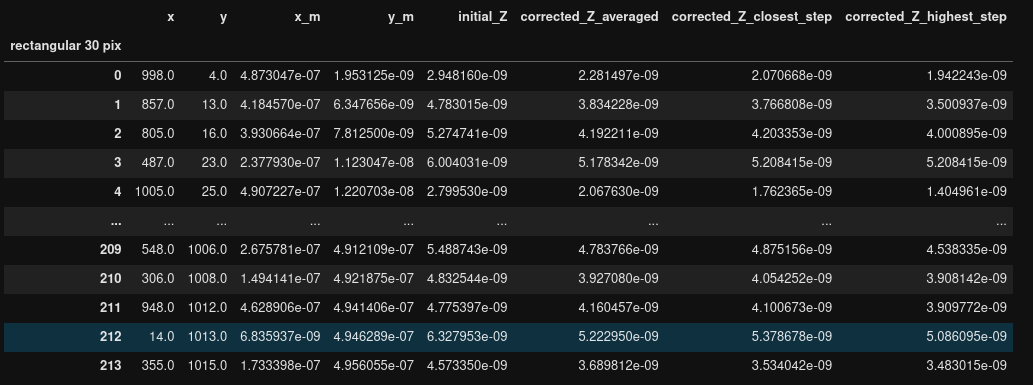 x y x_m y_m initial_Z corrected_Z_averaged corrected_Z_closest_step corrected_Z_highest_step
rectangular 30 pix
0 998.0 4.0 4.873047e-07 1.953125e-09 2.948160e-09 2.281497e-09 2.070668e-09 1.942243e-09
1 857.0 13.0 4.184570e-07 6.347656e-09 4.783015e-09 3.834228e-09 3.766808e-09 3.500937e-09
2 805.0 16.0 3.930664e-07 7.812500e-09 5.274741e-09 4.192211e-09 4.203353e-09 4.000895e-09
3 487.0 23.0 2.377930e-07 1.123047e-08 6.004031e-09 5.178342e-09 5.208415e-09 5.208415e-09
4 1005.0 25.0 4.907227e-07 1.220703e-08 2.799530e-09 2.067630e-09 1.762365e-09 1.404961e-09
... ... ... ... ... ... ... ... ...
209 548.0 1006.0 2.675781e-07 4.912109e-07 5.488743e-09 4.783766e-09 4.875156e-09 4.538335e-09
210 306.0 1008.0 1.494141e-07 4.921875e-07 4.832544e-09 3.927080e-09 4.054252e-09 3.908142e-09
211 948.0 1012.0 4.628906e-07 4.941406e-07 4.775397e-09 4.160457e-09 4.100673e-09 3.909772e-09
212 14.0 1013.0 6.835937e-09 4.946289e-07 6.327953e-09 5.222950e-09 5.378678e-09 5.086095e-09
213 355.0 1015.0 1.733398e-07 4.956055e-07 4.573350e-09 3.689812e-09 3.534042e-09 3.483015e-09